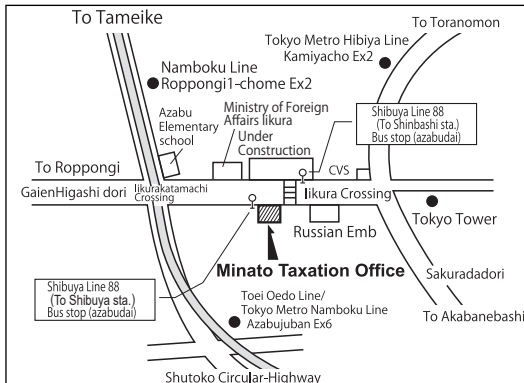 To Tameike
To Toranomon
Tokyo Metro Hibiya Line
Kamiyacho Ex2
Namboku Line
Roppongi1-chome Ex2
Shibuya Line 88
(To Shinbashi sta.)
Bus stop (azabudai)
Ministry of Foreign
Affairs Iikura
Azabu
Elementary
school
Under
Construction
CVS
To Roppongi
GaienHigashi dori
Iikurakatamachi
Crossing
Iikura Crossing
Tokyo Tower
Russian Emb
Minato Taxation Office
Sakuradadori
Shibuya Line 88
(To Shibuya sta.)
Bus stop (azabudai)
Toei Oedo Line/
Tokyo Metro Namboku Line
Azabujuban Ex6
To Akabanebashi
Shutoko Circular-Highway